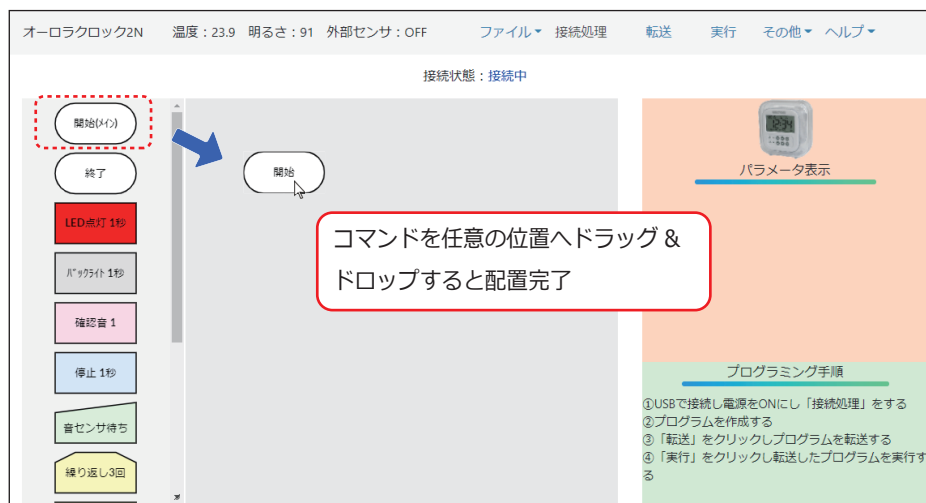 オーロラクロック2N 温度：23.9 明るさ：91 外部センサ：OFF ファイル 接続処理 転送 実行 その他 ヘルプ
接続状態：接続中
開始(ﾒｲﾝ)
終了
LED点灯 1秒
ﾊﾞｯｸﾗｲﾄ 1秒
確認音 1
停止 1秒
音センサ待ち
繰り返し3回
開始
コマンドを任意の位置へドラッグ＆
ドロップすると配置完了
パラメータ表示
プログラミング手順
①USBで接続し電源をONにし「接続処理」をする
②プログラムを作成する
③「転送」をクリックしプログラムを転送する
④「実行」をクリックし転送したプログラムを実行す
る